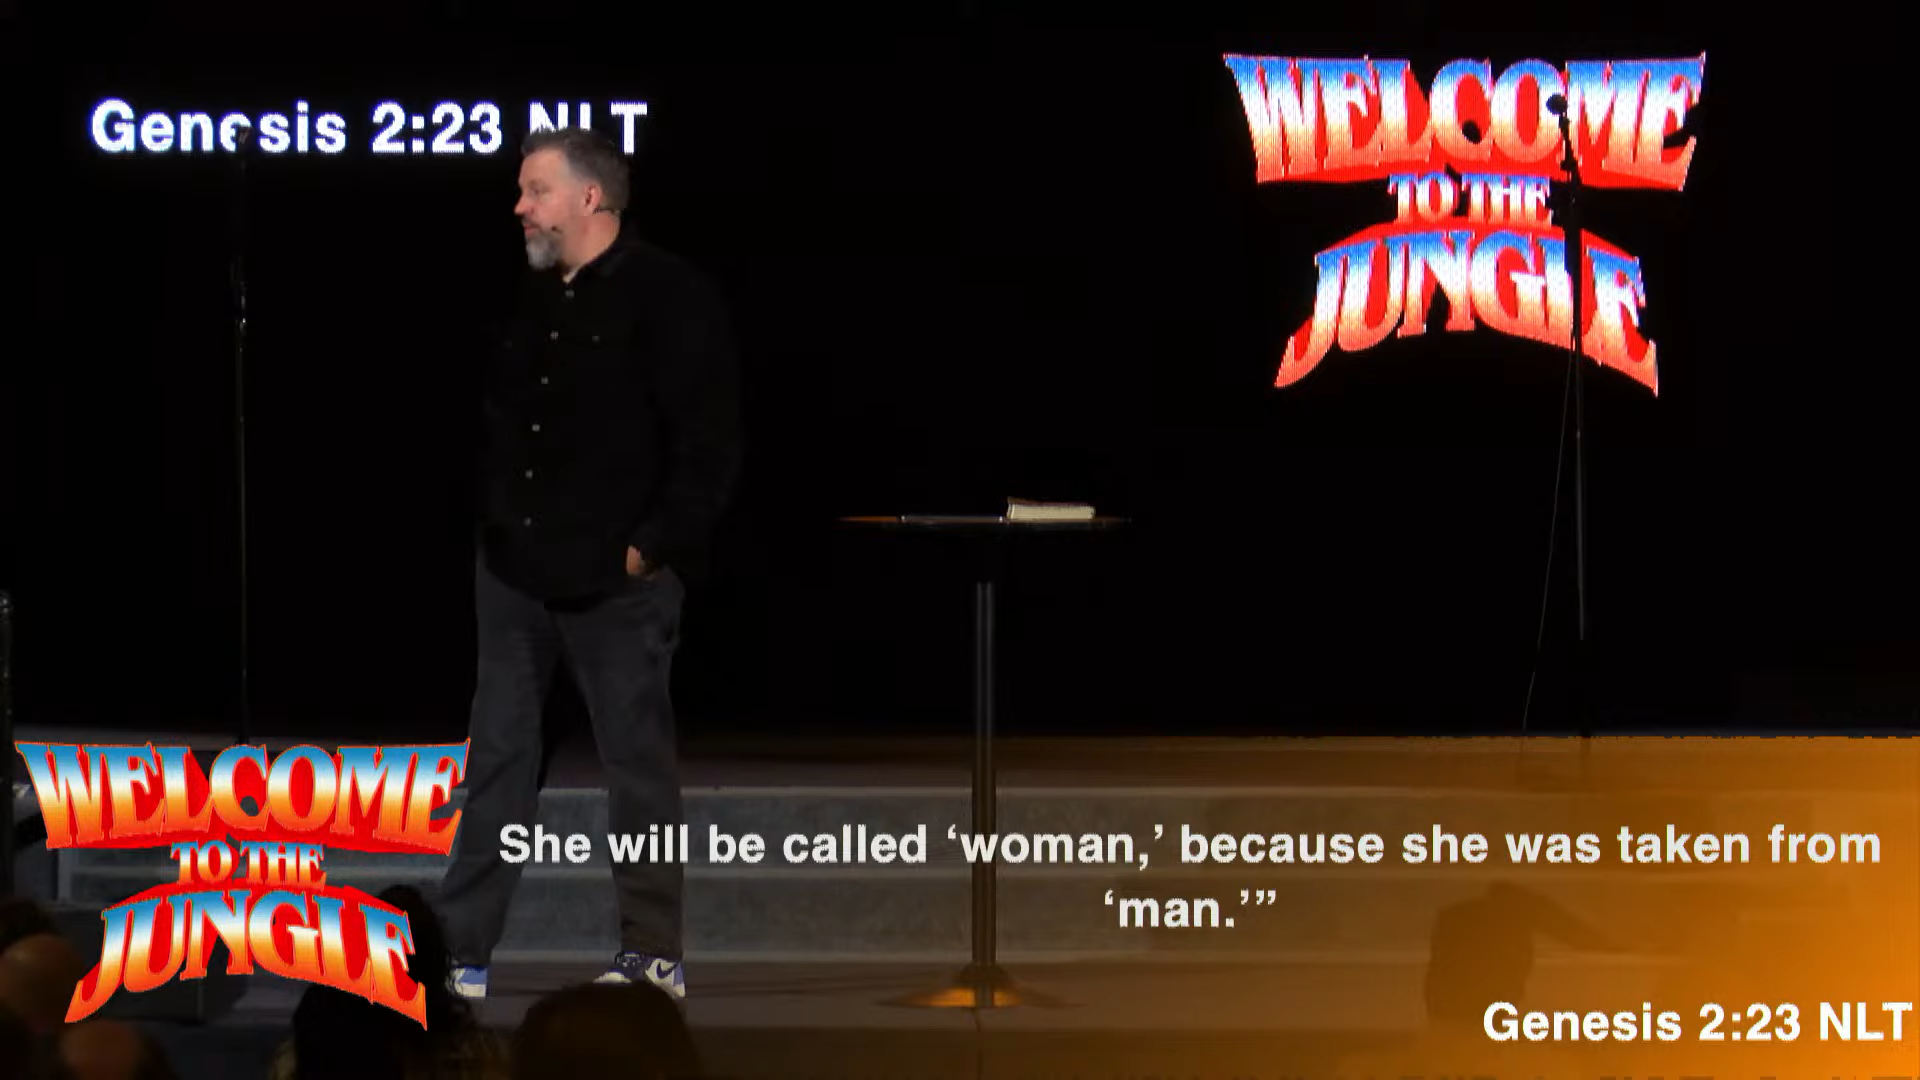 Genesis 2:23 NLT
WELCOME
TO THE
JUNGLE
WELCOME
TO THE
JUNGLE
She will be called ‘woman,’ because she was taken from
‘man.’”
Genesis 2:23 NLT